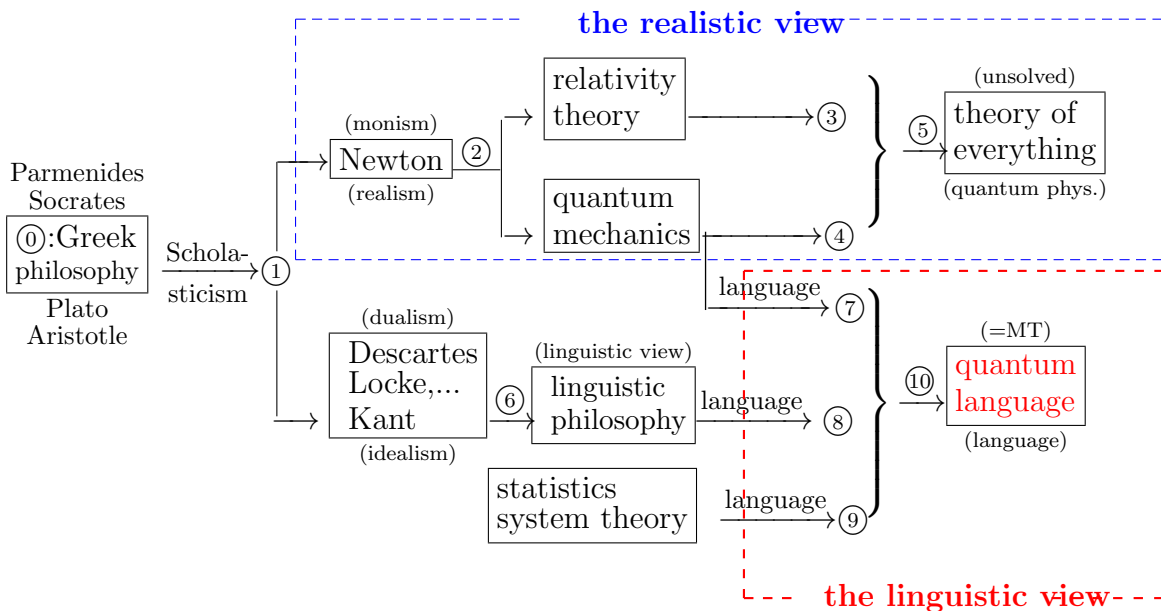 the realistic view
Parmenides
Socrates
⓪:Greek
philosophy
Plato
Aristotle
Schola-
sticism
①
(monism)
Newton
(realism)
②
relativity
theory
③
quantum
mechanics
④
⑤
(unsolved)
theory of
everything
(quantum phys.)
(dualism)
Descartes
Locke,...
Kant
(idealism)
⑥
(linguistic view)
linguistic
philosophy
language
⑦
language
⑧
statistics
system theory
language
⑨
⑩
(=MT)
quantum
language
(language)
the linguistic view